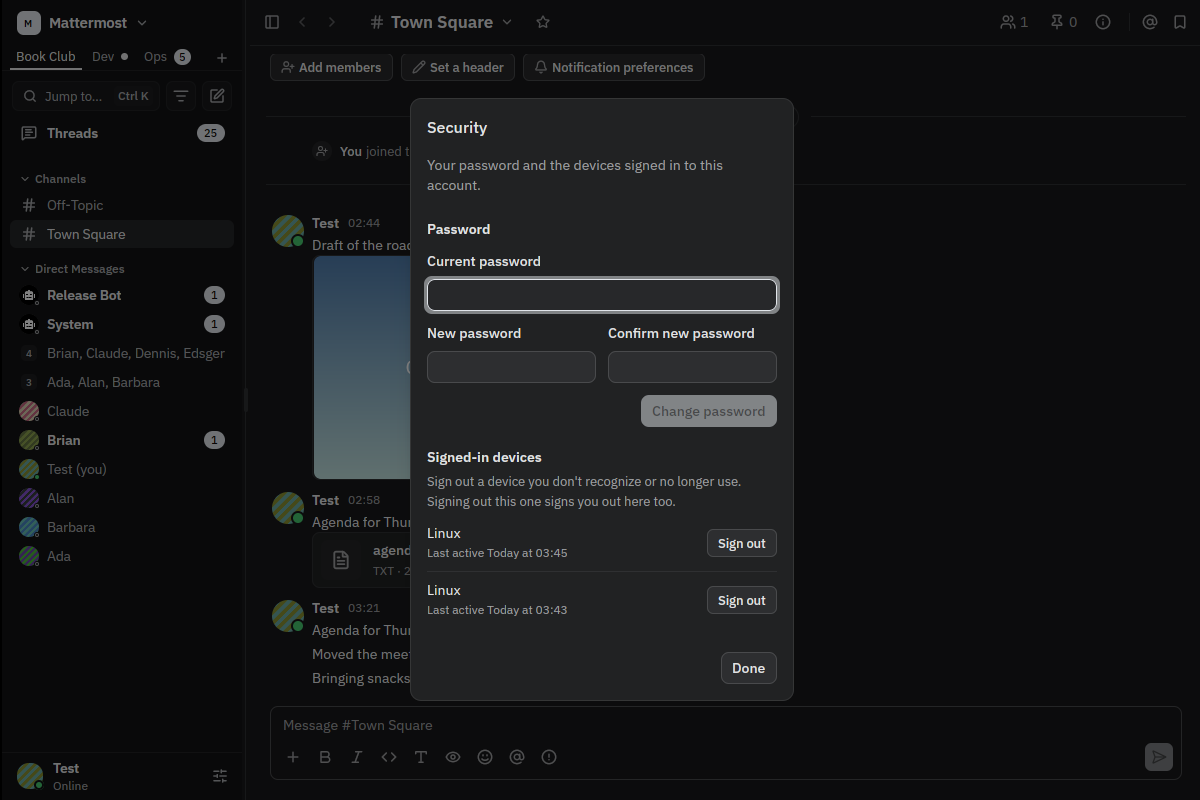 M Mattermost
Book Club Dev Ops 5
Jump to... Ctrl K
Threads 25
Channels
Off-Topic
Town Square
Direct Messages
Release Bot 1
System 1
4 Brian, Claude, Dennis, Edsger
3 Ada, Alan, Barbara
Claude
Brian 1
Test (you)
Alan
Barbara
Ada
Test
Online
Town Square
1 0
Add members Set a header Notification preferences
You joined
Test 02:44
Draft of the road
Test 02:58
Agenda for Thur
agend
TXT · 2
Test 03:21
Agenda for Thur
Moved the meet
Bringing snacks
Message #Town Square
Security
Your password and the devices signed in to this
account.
Password
Current password
New password Confirm new password
Change password
Signed-in devices
Sign out a device you don't recognize or no longer use.
Signing out this one signs you out here too.
Linux
Last active Today at 03:45
Sign out
Linux
Last active Today at 03:43
Sign out
Done